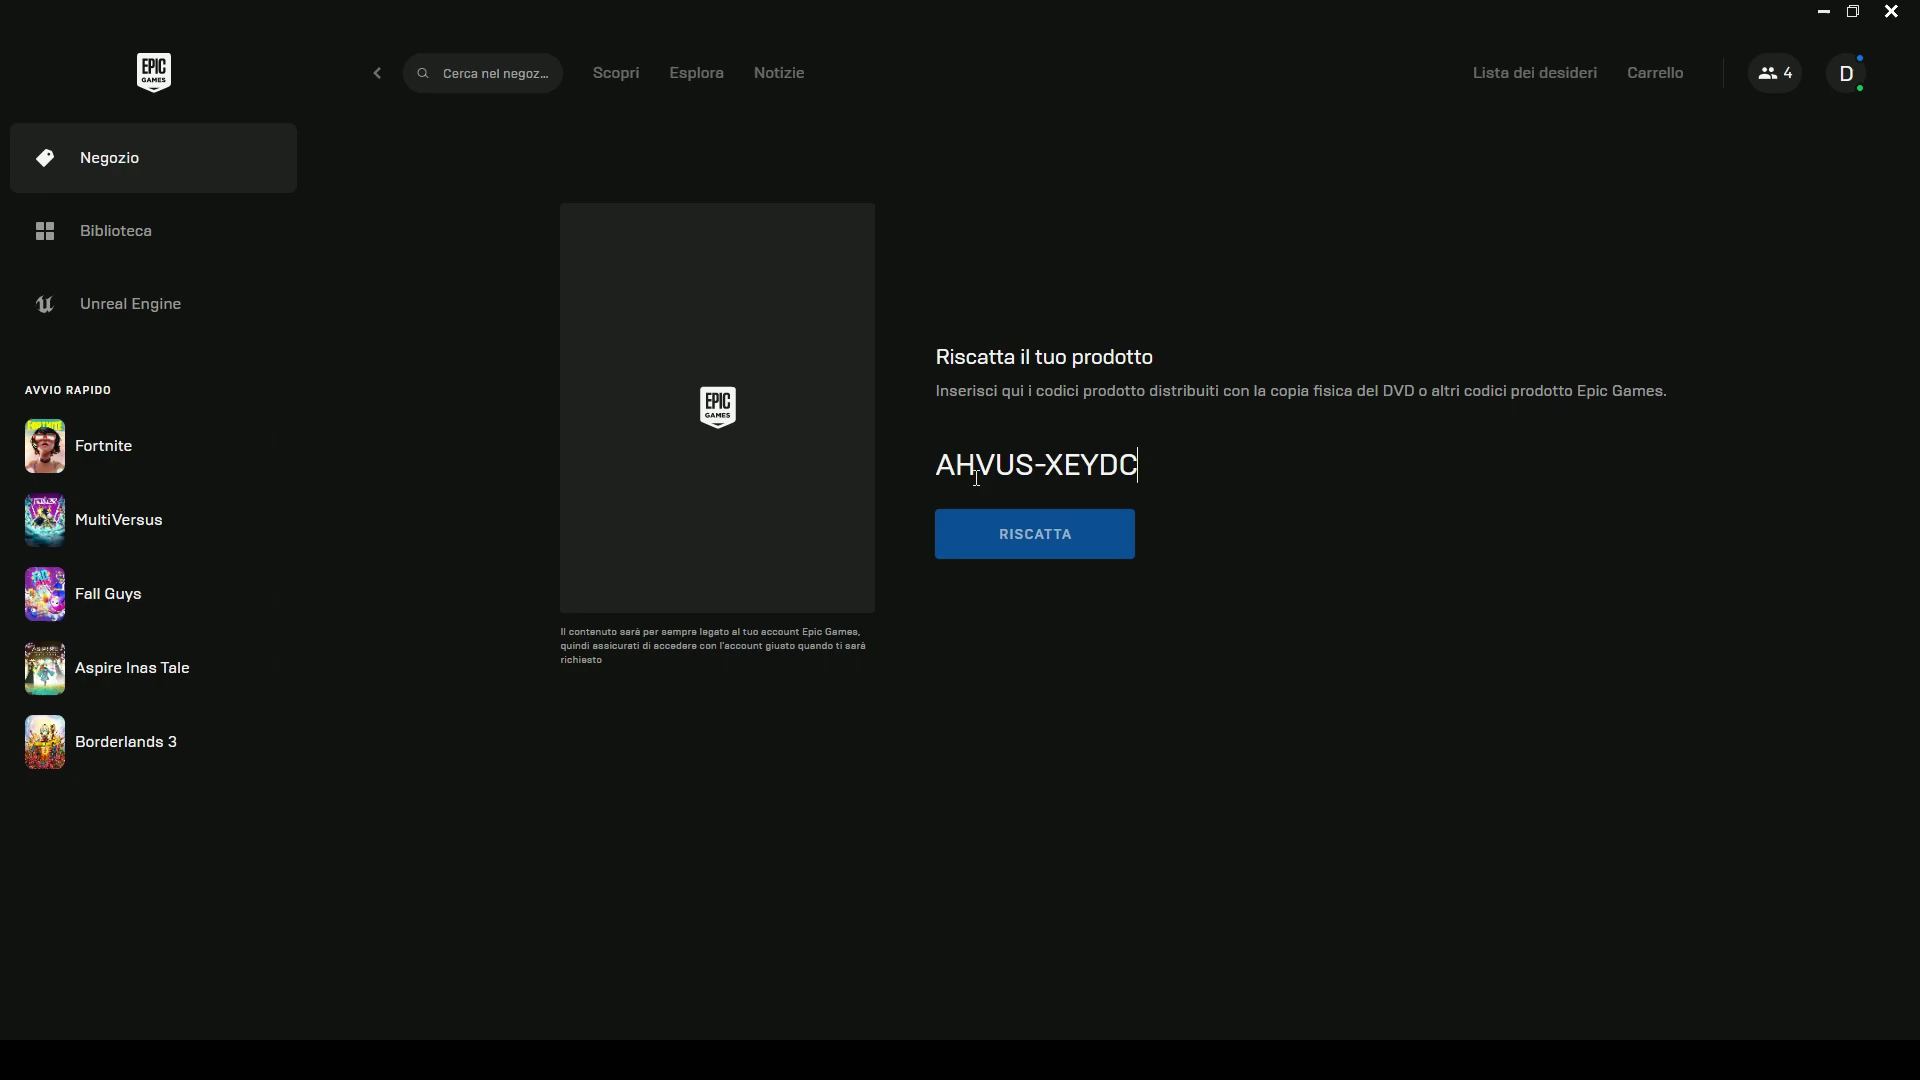 EPIC
GAMES
Cerca nel negoz...
Scopri
Esplora
Notizie
Lista dei desideri
Carrello
4
D
Negozio
Biblioteca
Unreal Engine
AVVIO RAPIDO
FORTNITE
Fortnite
MultiVersus
Fall Guys
ASPIRE
Aspire Inas Tale
Borderlands 3
EPIC
GAMES
Il contenuto sarà per sempre legato al tuo account Epic Games,
quindi assicurati di accedere con l'account giusto quando ti sarà
richiesto
Riscatta il tuo prodotto
Inserisci qui i codici prodotto distribuiti con la copia fisica del DVD o altri codici prodotto Epic Games.
AHVUS-XEYDC
RISCATTA